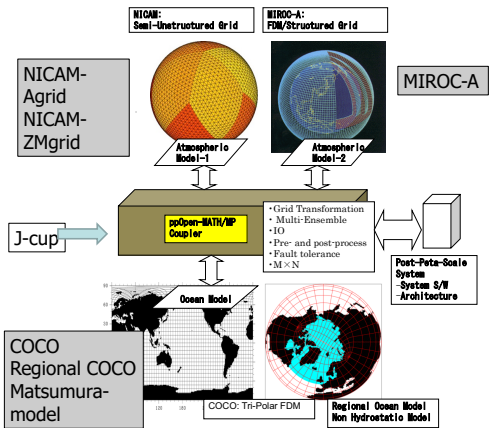 NICAM:
Semi-Unstructured Grid
MIROC-A:
FDM/Structured Grid
NICAM-
Agrid
NICAM-
ZMgrid
MIROC-A
Atmospheric
Model-1
Atmospheric
Model-2
J-cup
ppOpen-MATH/MP
Coupler
・Grid Transformation
・Multi-Ensemble
・IO
・Pre- and post-process
・Fault tolerance
・M×N
Post-Peta-Scale
System
-System S/W
-Architecture
Ocean Model
COCO
Regional COCO
Matsumura-
model
COCO: Tri-Polar FDM
Regional Ocean Model
Non Hydrostatic Model